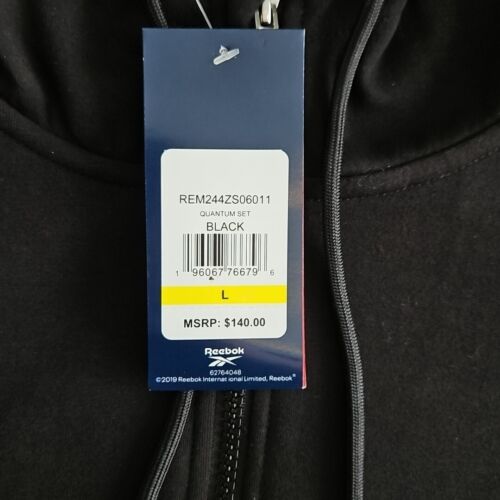 REM244ZS06011
QUANTUM SET
BLACK
1 96067 76679 6
L
MSRP: $140.00
Reebok
62764048
©2019 Reebok International Limited, Reebok®